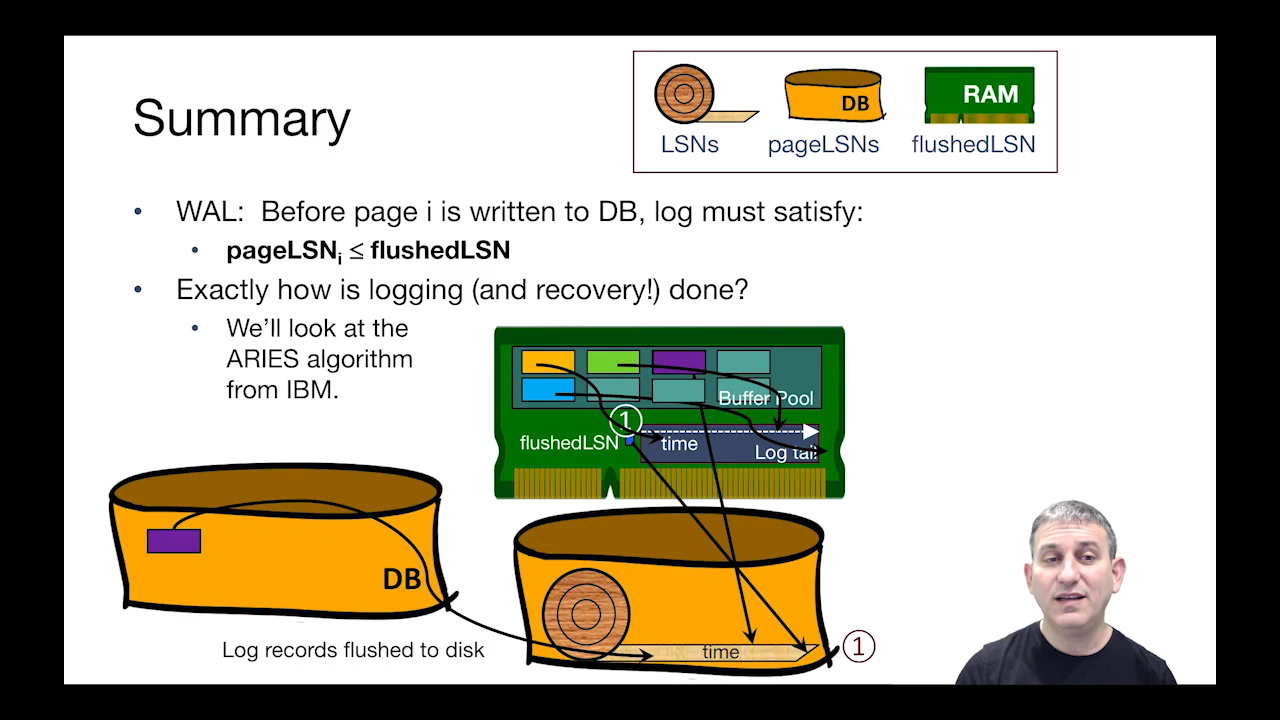 Summary
DB
RAM
LSNs
pageLSNs
flushedLSN
• WAL: Before page i is written to DB, log must satisfy:
• pageLSNi ≤ flushedLSN
• Exactly how is logging (and recovery!) done?
• We’ll look at the
ARIES algorithm
from IBM.
Buffer Pool
1
flushedLSN
time
Log tail
DB
Log records flushed to disk
time
1